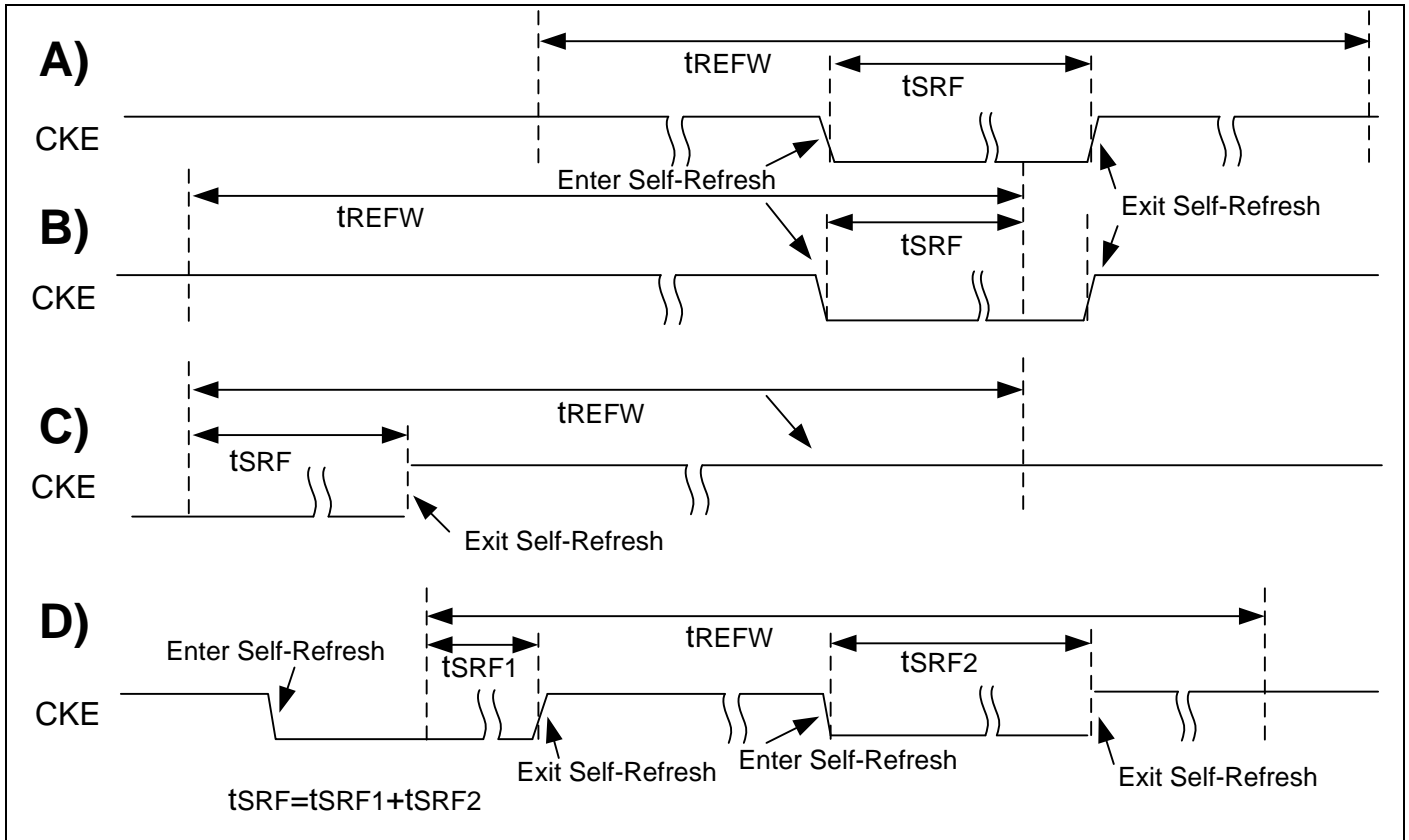 A)
tREFW
tSRF
CKE
Enter Self-Refresh
Exit Self-Refresh
B)
tREFW
tSRF
CKE
C)
tREFW
tSRF
CKE
Exit Self-Refresh
D)
tREFW
Enter Self-Refresh
tSRF1
tSRF2
CKE
Exit Self-Refresh
Enter Self-Refresh
Exit Self-Refresh
tSRF=tSRF1+tSRF2